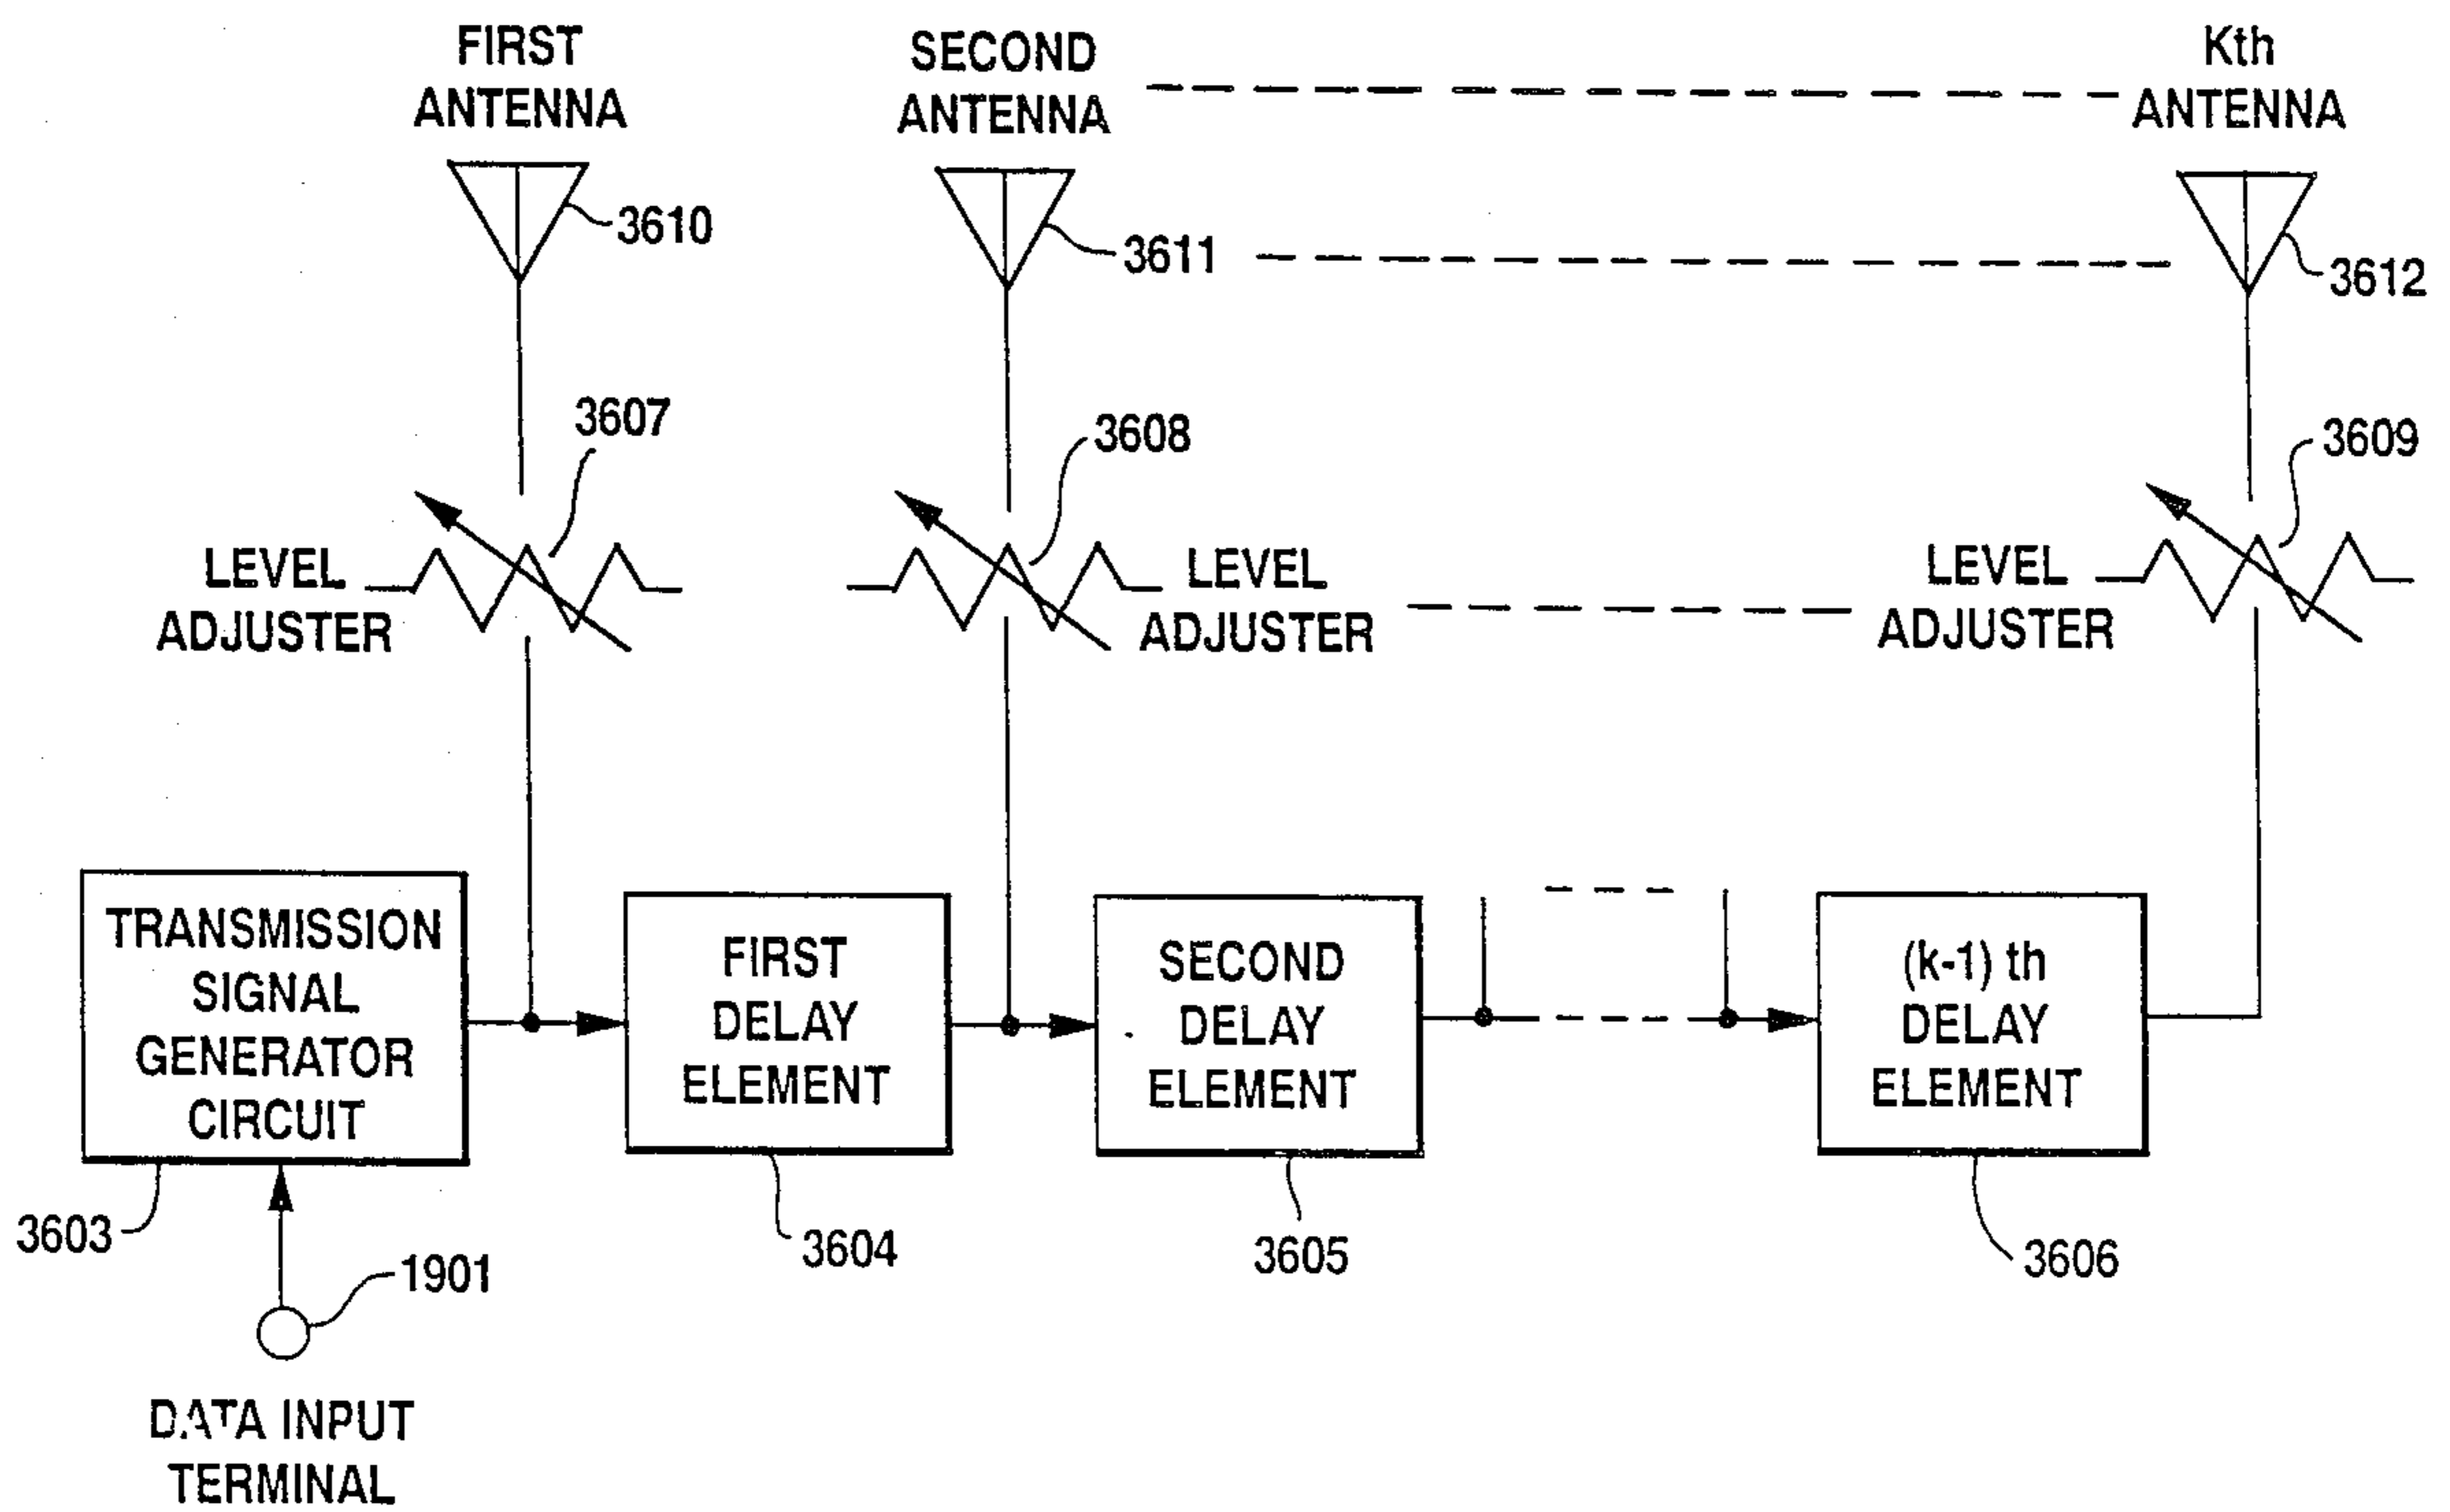 FIRST
ANTENNA
SECOND
ANTENNA
Kth
ANTENNA
3610
3611
3612
3607
3608
3609
LEVEL
ADJUSTER
LEVEL
ADJUSTER
LEVEL
ADJUSTER
TRANSMISSION
SIGNAL
GENERATOR
CIRCUIT
FIRST
DELAY
ELEMENT
SECOND
DELAY
ELEMENT
(k-1) th
DELAY
ELEMENT
3603
3604
3605
3606
1901
DATA INPUT
TERMINAL